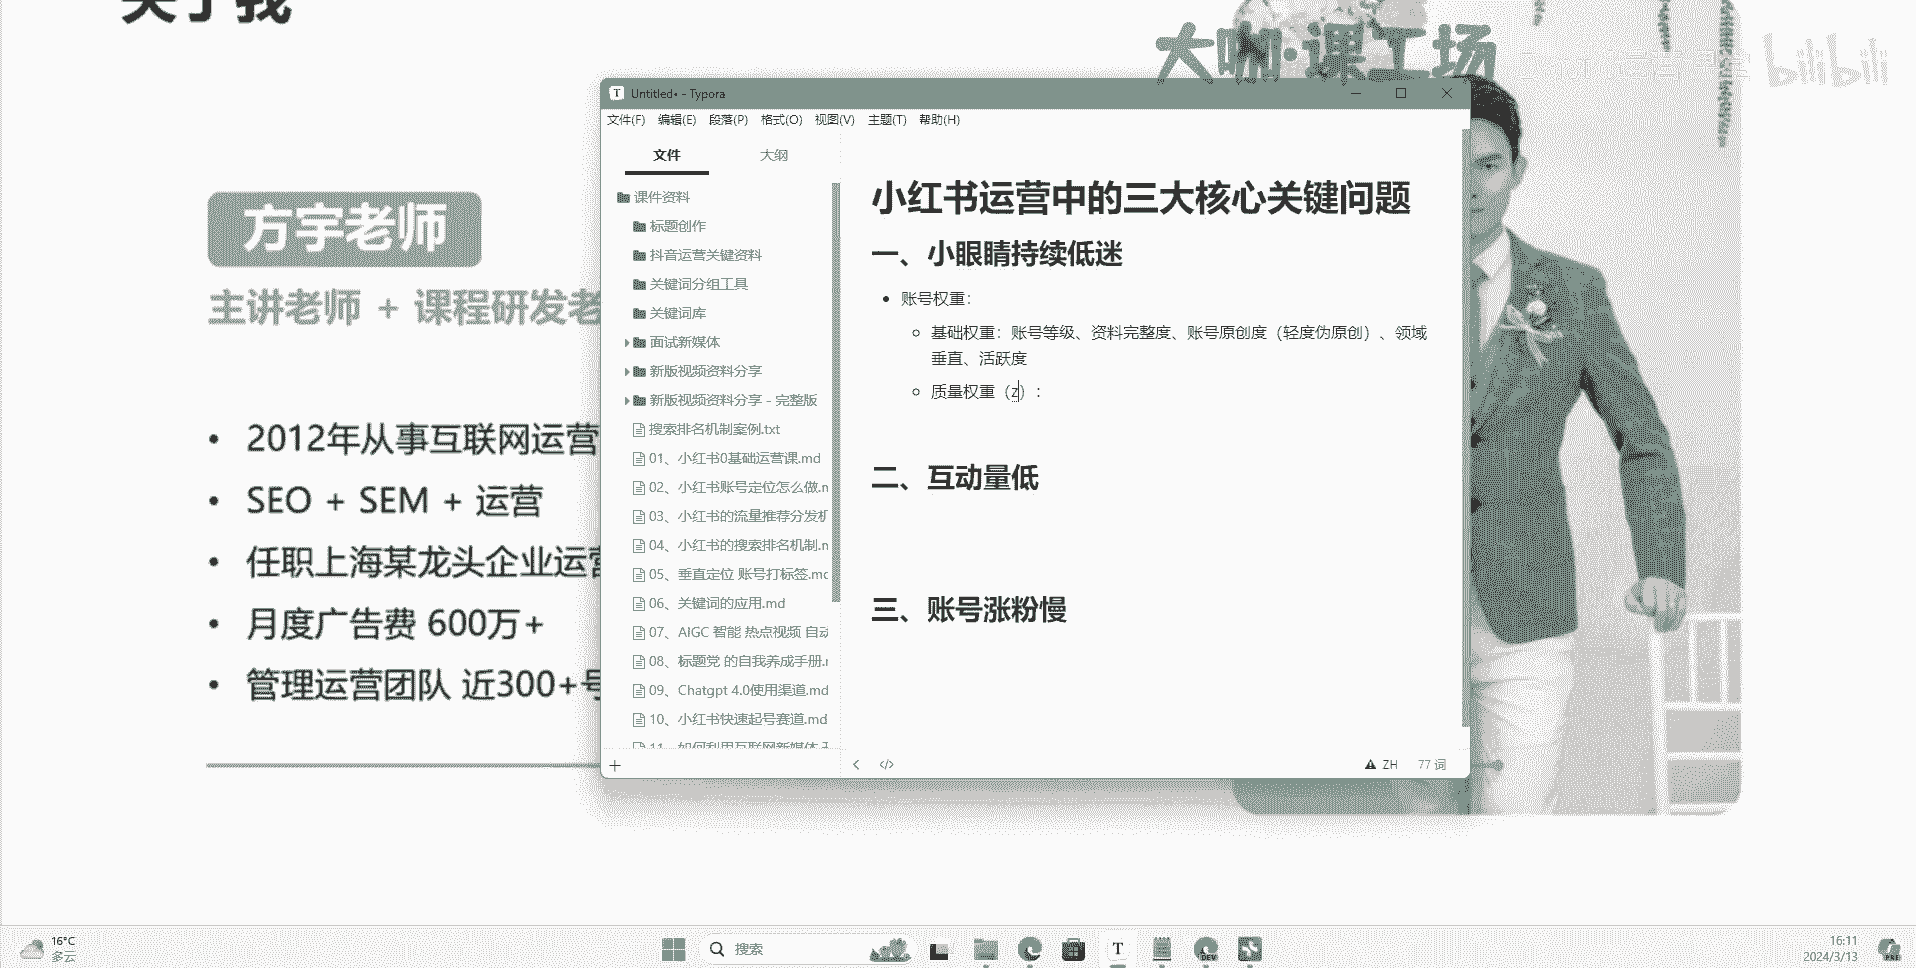 关于我
大咖·课工场
bilibili
方宇老师
主讲老师 + 课程研发老
2012年从事互联网运营
SEO + SEM + 运营
任职上海某龙头企业运营
月度广告费 600万+
管理运营团队 近300+号
Untitled• - Typora
文件(F) 编辑(E) 段落(P) 格式(O) 视图(V) 主题(T) 帮助(H)
文件 大纲
课件资料
标题创作
抖音运营关键资料
关键词分组工具
关键词库
面试新媒体
新版视频资料分享
新版视频资料分享 - 完整版
搜索排名机制案例.txt
01、小红书0基础运营课.md
02、小红书账号定位怎么做.m
03、小红书的流量推荐分发机
04、小红书的搜索排名机制.m
05、垂直定位 账号打标签.md
06、关键词的应用.md
07、AIGC 智能 热点视频 自动
08、标题党 的自我养成手册.m
09、Chatgpt 4.0使用渠道.md
10、小红书快速起号赛道.md
11、如何利用互联网新媒体
小红书运营中的三大核心关键问题
一、小眼睛持续低迷
账号权重：
基础权重：账号等级、资料完整度、账号原创度（轻度伪原创）、领域
垂直、活跃度
质量权重（z）：
二、互动量低
三、账号涨粉慢
ZH 77 词
16°C
多云
搜索
16:11
2024/3/13